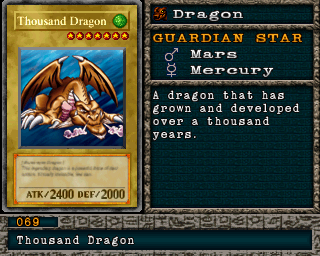 Thousand Dragon
ATK/2400 DEF/2000
Dragon
GUARDIAN STAR
Mars
Mercury
A dragon that has
grown and developed
over a thousand
years.
069
Thousand Dragon